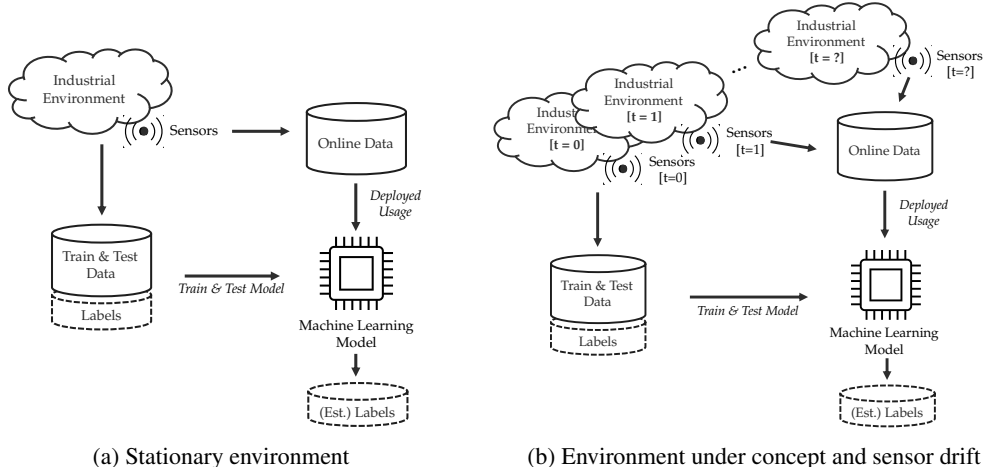 Industrial
Environment
Sensors
Online Data
Deployed
Usage
Train & Test
Data
Labels
Train & Test Model
Machine Learning
Model
(Est.) Labels
(a) Stationary environment
Industrial
Environment
[t = ?]
Sensors
[t=?]
...
Industrial
Environment
[t = 1]
Indus
Environmen
[t = 0]
Sensors
[t=1]
Sensors
[t=0]
Online Data
Deployed
Usage
Train & Test
Data
Labels
Train & Test Model
Machine Learning
Model
(Est.) Labels
(b) Environment under concept and sensor drift